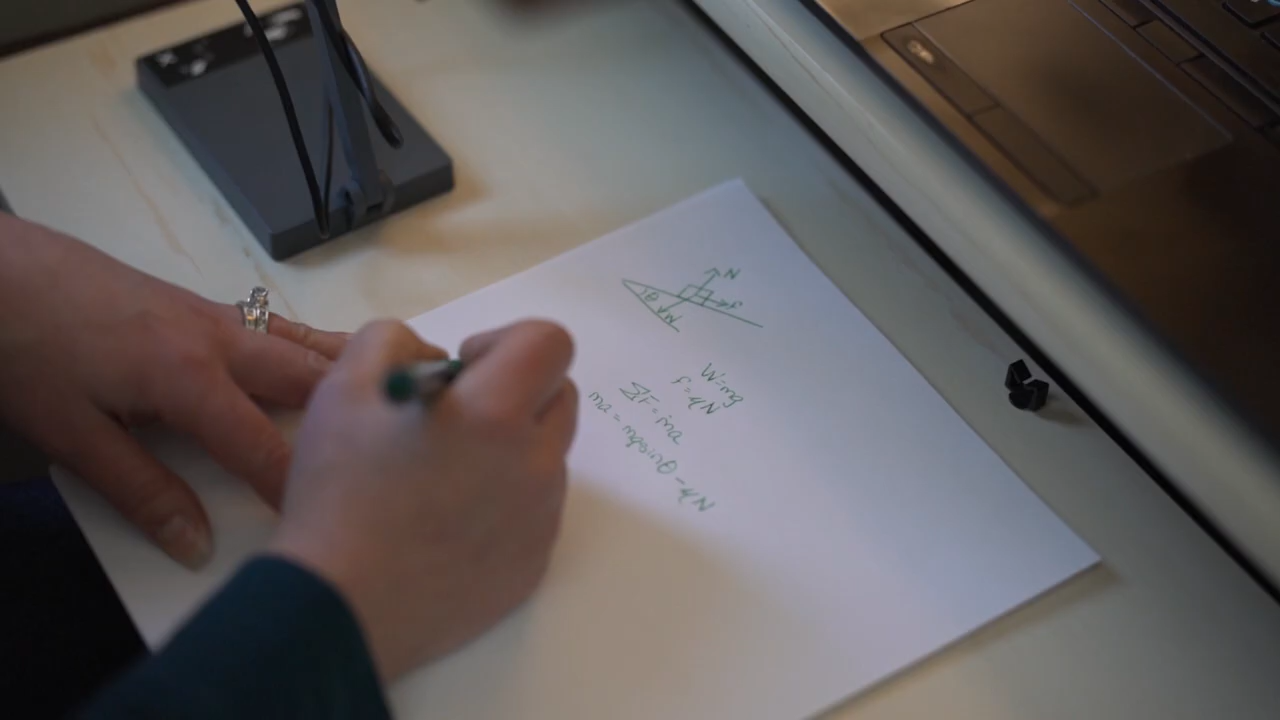 N
θ
f
W
W=mg
f=μN
ΣF=ma
ma = mgsinθ - μN